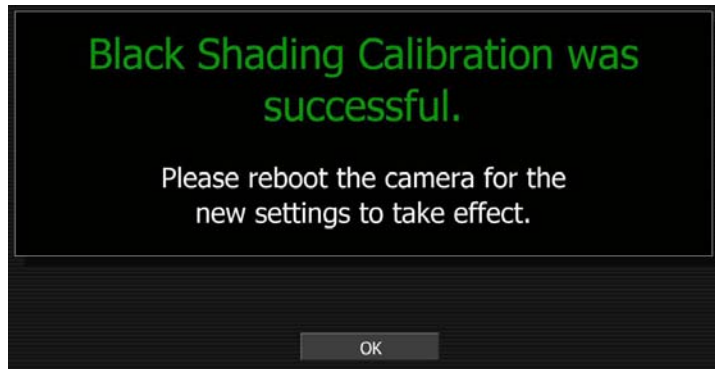 Black Shading Calibration was
successful.
Please reboot the camera for the
new settings to take effect.
OK